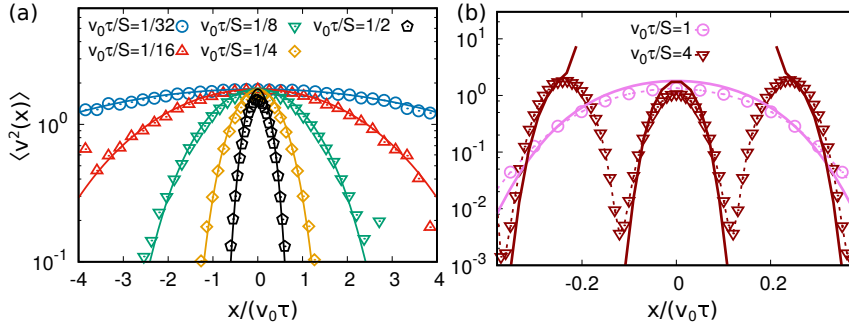 (a)
v₀τ/S=1/32 v₀τ/S=1/8 v₀τ/S=1/2
v₀τ/S=1/16 v₀τ/S=1/4
⟨v²(x)⟩
10⁰
10⁻¹
-4 -3 -2 -1 0 1 2 3 4
x/(v₀τ)
(b)
v₀τ/S=1
v₀τ/S=4
10¹
10⁰
10⁻¹
10⁻²
10⁻³
-0.2 0 0.2
x/(v₀τ)